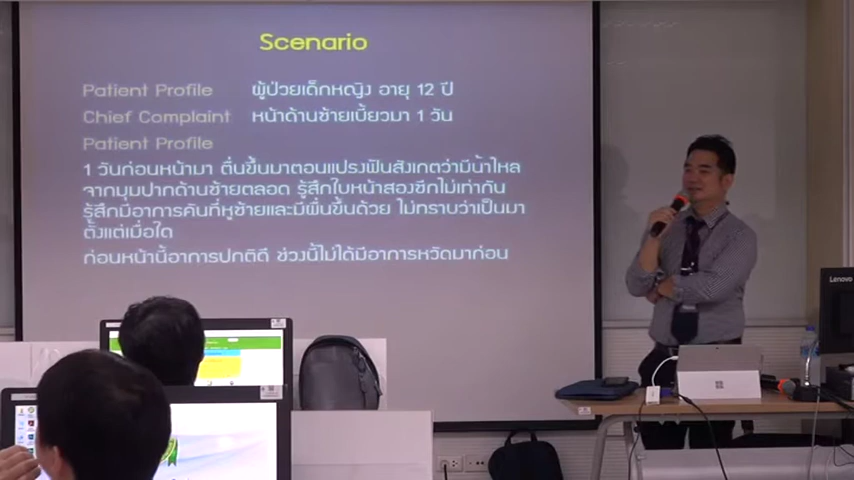 Scenario
Patient Profile ผู้ป่วยเด็กหญิง อายุ 12 ปี
Chief Complaint หน้าด้านซ้ายเบี้ยวมา 1 วัน
Patient Profile
1 วันก่อนหน้ามา ตื่นขึ้นมาตอนแปรงฟันสังเกตว่ามีน้ำไหล
จากมุมปากด้านซ้ายตลอด รู้สึกใบหน้าสองซีกไม่เท่ากัน
รู้สึกมีอาการคันที่หูซ้ายและมีผื่นขึ้นด้วย ไม่ทราบว่าเป็นมา
ตั้งแต่เมื่อใด
ก่อนหน้านี้อาการปกติดี ช่วงนี้ไม่ได้มีอาการหวัดมาก่อน
Lenovo